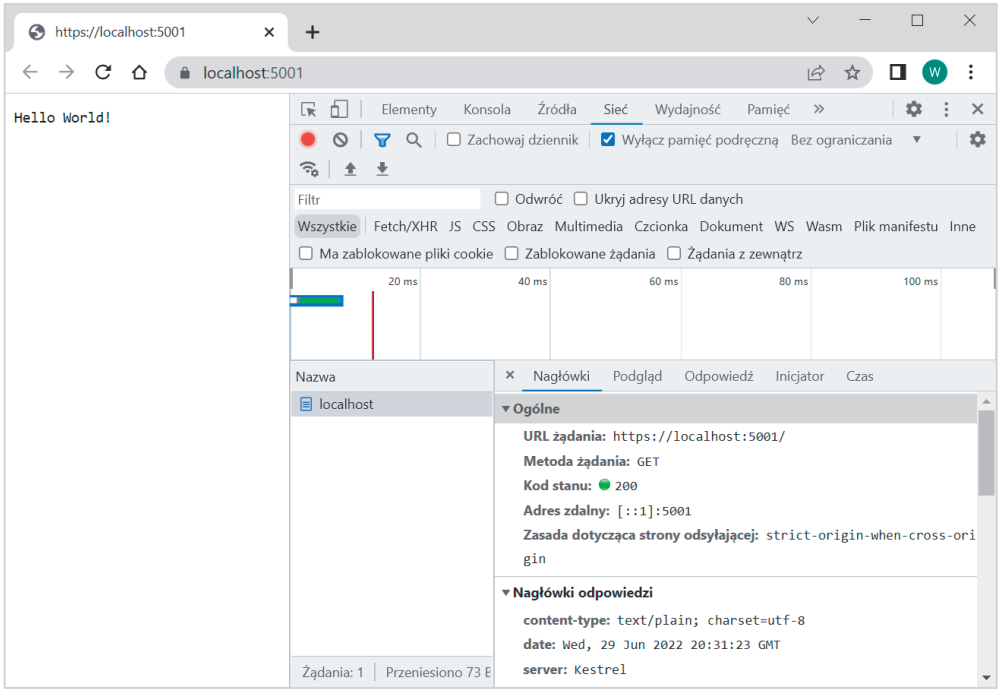 https://localhost:5001
localhost:5001
W
Hello World!
Elementy Konsola Źródła Sieć Wydajność Pamięć
Zachowaj dziennik Wyłącz pamięć podręczną Bez ograniczania
Filtr Odwróć Ukryj adresy URL danych
Wszystkie Fetch/XHR JS CSS Obraz Multimedia Czcionka Dokument WS Wasm Plik manifestu Inne
Ma zablokowane pliki cookie Zablokowane żądania Żądania z zewnątrz
20 ms 40 ms 60 ms 80 ms 100 ms
Nazwa
localhost
Nagłówki Podgląd Odpowiedź Inicjator Czas
Ogólne
URL żądania: https://localhost:5001/
Metoda żądania: GET
Kod stanu: 200
Adres zdalny: [::1]:5001
Zasada dotycząca strony odsyłającej: strict-origin-when-cross-ori
gin
Nagłówki odpowiedzi
content-type: text/plain; charset=utf-8
date: Wed, 29 Jun 2022 20:31:23 GMT
server: Kestrel
Żądania: 1 Przeniesiono 73 B